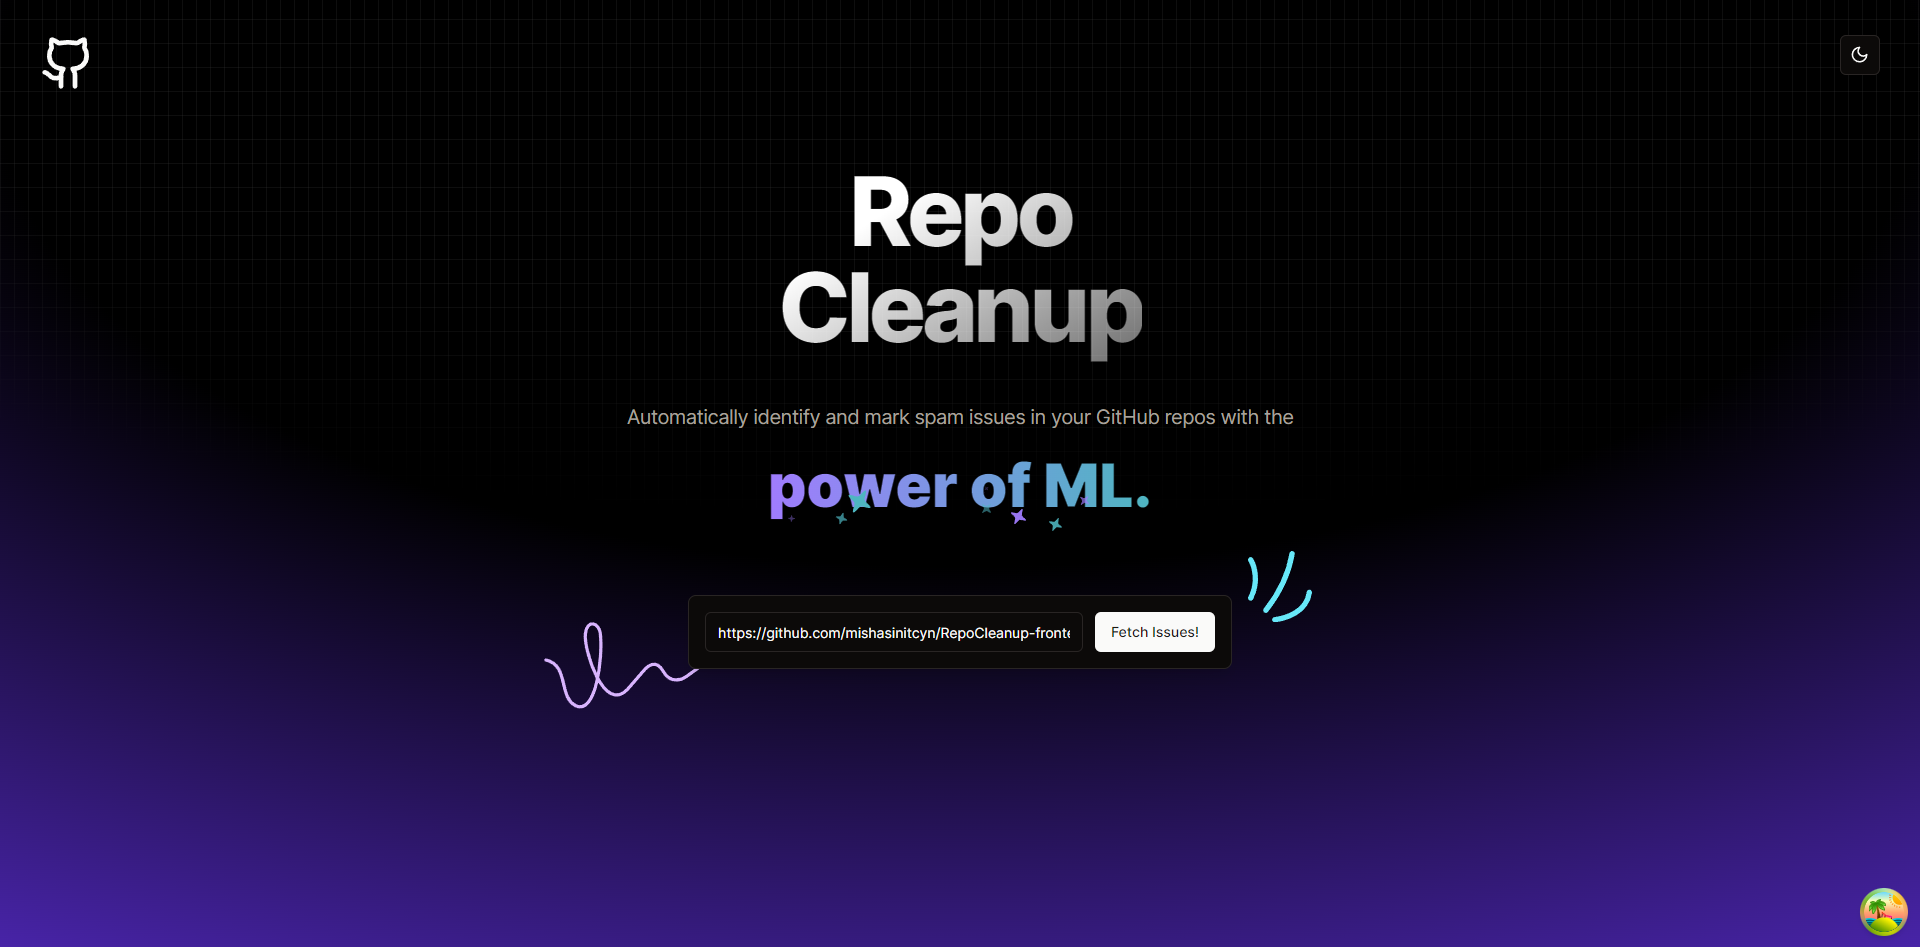 Repo
Cleanup
Automatically identify and mark spam issues in your GitHub repos with the
power of ML.
https://github.com/mishasinitcyn/RepoCleanup-fronte
Fetch Issues!